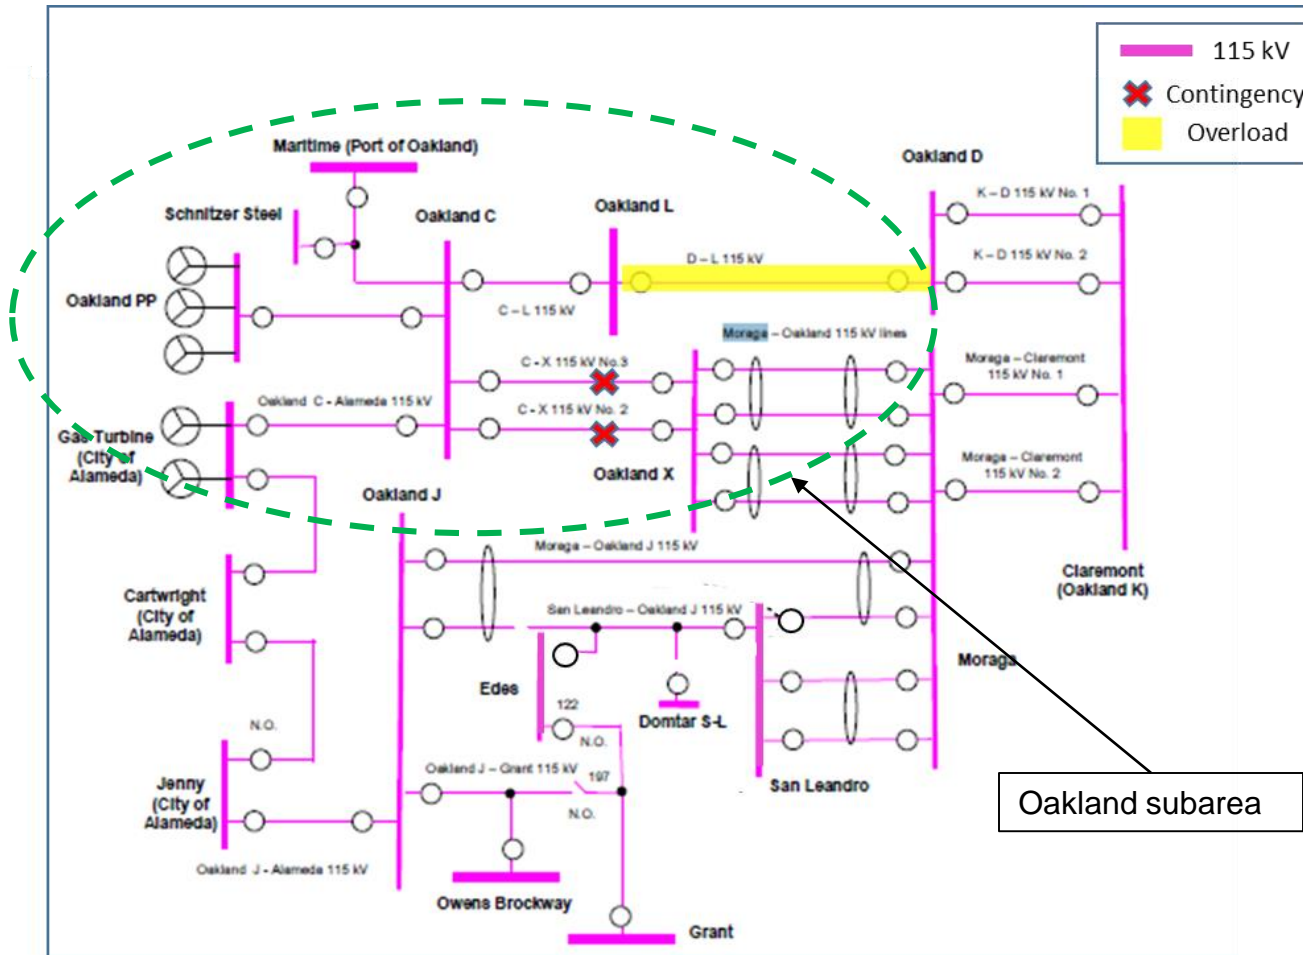 115 kV
Contingency
Overload
Maritime (Port of Oakland)
Oakland D
K – D 115 kV No. 1
Schnitzer Steel
Oakland C
Oakland L
D – L 115 kV
K – D 115 kV No. 2
Oakland PP
C – L 115 kV
Moraga – Oakland 115 kV lines
C - X 115 kV No.3
Moraga – Claremont
115 kV No. 1
Oakland C - Alameda 115 kV
C - X 115 kV No. 2
Gas Turbine
(City of
Alameda)
Oakland X
Moraga – Claremont
115 kV No. 2
Oakland J
Moraga – Oakland J 115 kV
Claremont
(Oakland K)
Cartwright
(City of
Alameda)
San Leandro – Oakland J 115 kV
Moraga
Edes
122
N.O.
Domtar S-L
N.O.
Oakland J – Grant 115 kV
197
N.O.
San Leandro
Oakland subarea
Jenny
(City of
Alameda)
Oakland J - Alameda 115 kV
Owens Brockway
Grant